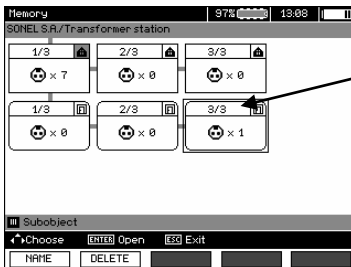 Memory 97% 13:08
SONEL S.A./Transformer station
1/3 2/3 3/3
× 7 × 0 × 0
1/3 2/3 3/3
× 0 × 0 × 1
Subobject
Choose ENTER Open ESC Exit
NAME DELETE